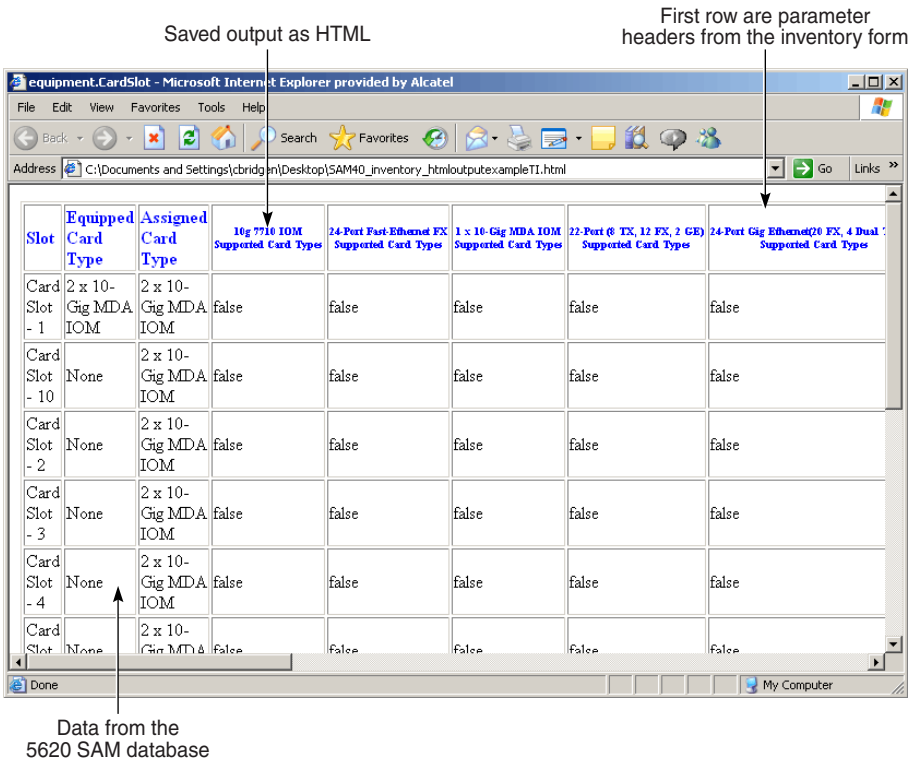 Saved output as HTML
First row are parameter
headers from the inventory form
equipment.CardSlot - Microsoft Internet Explorer provided by Alcatel
File Edit View Favorites Tools Help
Back Search Favorites
Address C:\Documents and Settings\cbridgen\Desktop\SAM40_inventory_htmloutputexampleTI.html Go Links »
Slot Equipped Card Type Assigned Card Type 10g 7710 IOM Supported Card Types 24-Port Fast-Ethernet FX Supported Card Types 1 x 10-Gig MDA IOM Supported Card Types 22-Port (8 TX, 12 FX, 2 GE) Supported Card Types 24-Port Gig Ethernet(20 FX, 4 Dual Supported Card Types
Card Slot - 1 2 x 10-Gig MDA IOM 2 x 10-Gig MDA IOM false false false false false
Card Slot - 10 None 2 x 10-Gig MDA IOM false false false false false
Card Slot - 2 None 2 x 10-Gig MDA IOM false false false false false
Card Slot - 3 None 2 x 10-Gig MDA IOM false false false false false
Card Slot - 4 None 2 x 10-Gig MDA IOM false false false false false
Card Slot None 2 x 10-Gig MDA false false false false false
Done My Computer
Data from the
5620 SAM database